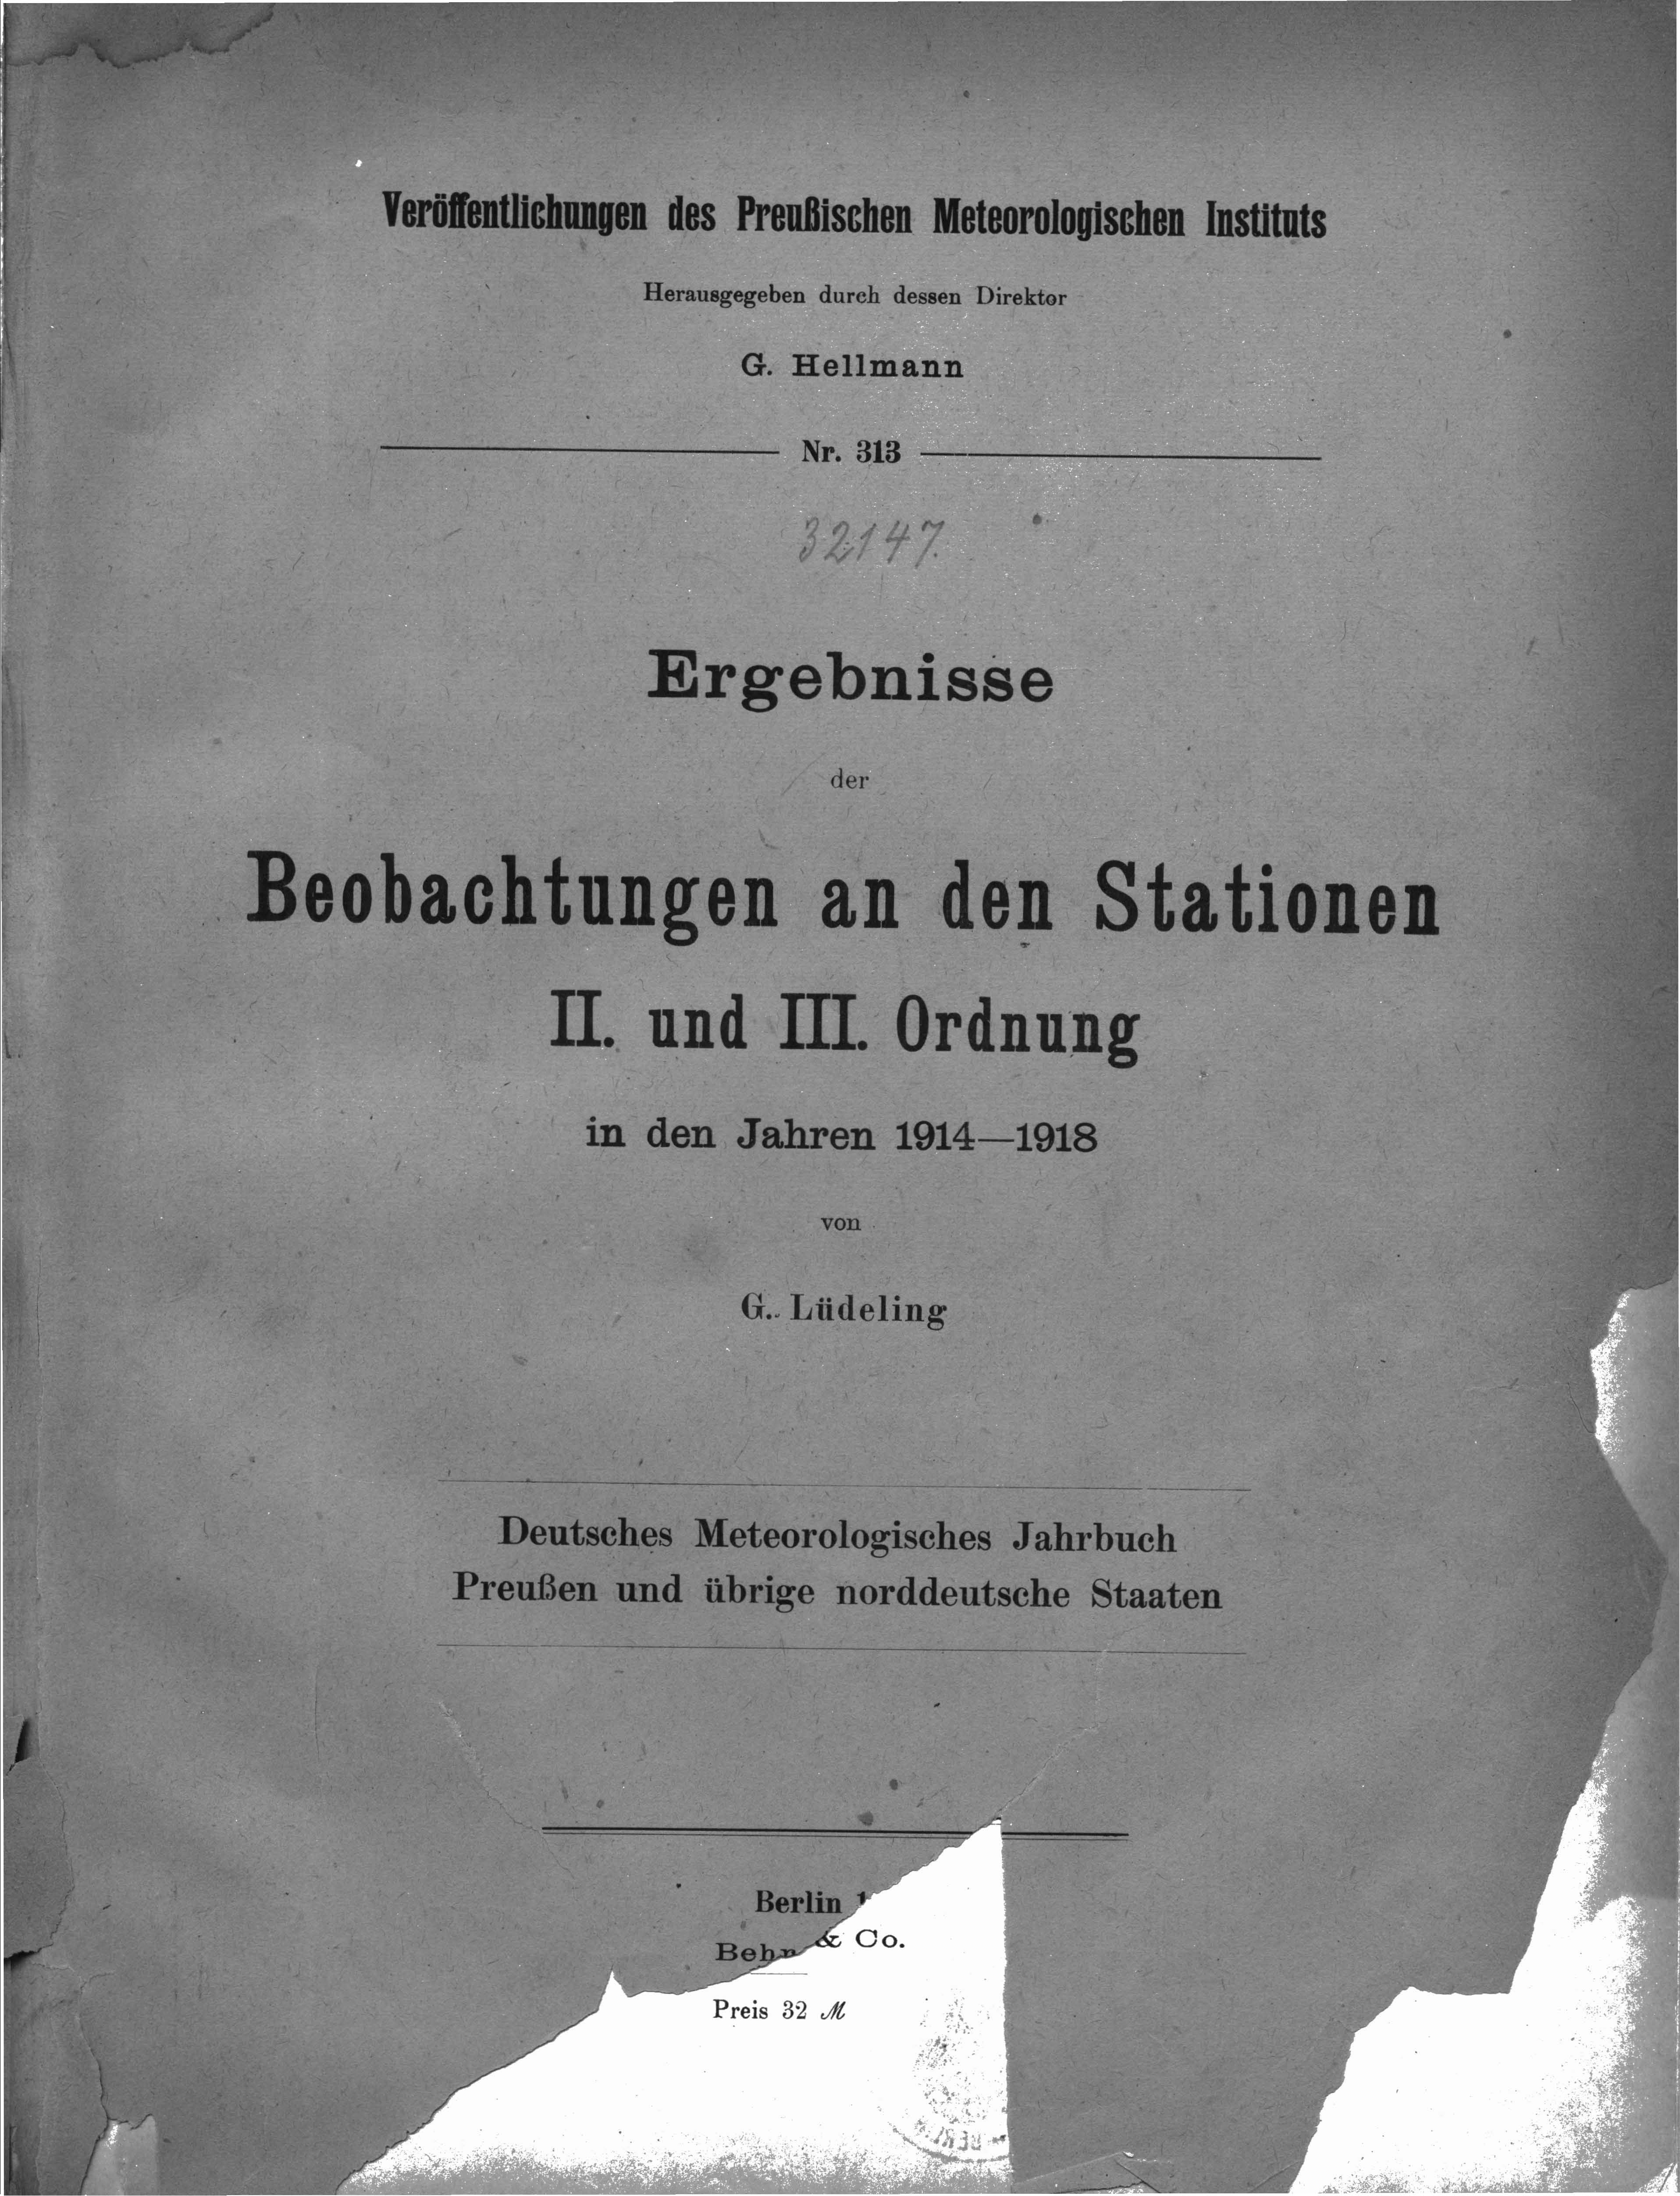 Veröffentlichungen des Preußischen Meteorologischen Instituts
Herausgegeben durch dessen Direktor
G. Hellmann
Nr. 313
32147.
Ergebnisse
der
Beobachtungen an den Stationen
II. und III. Ordnung
in den Jahren 1914—1918
von
G. Lüdeling
Deutsches Meteorologisches Jahrbuch
Preußen und übrige norddeutsche Staaten
Berlin
& Co.
Preis 32 ℳ